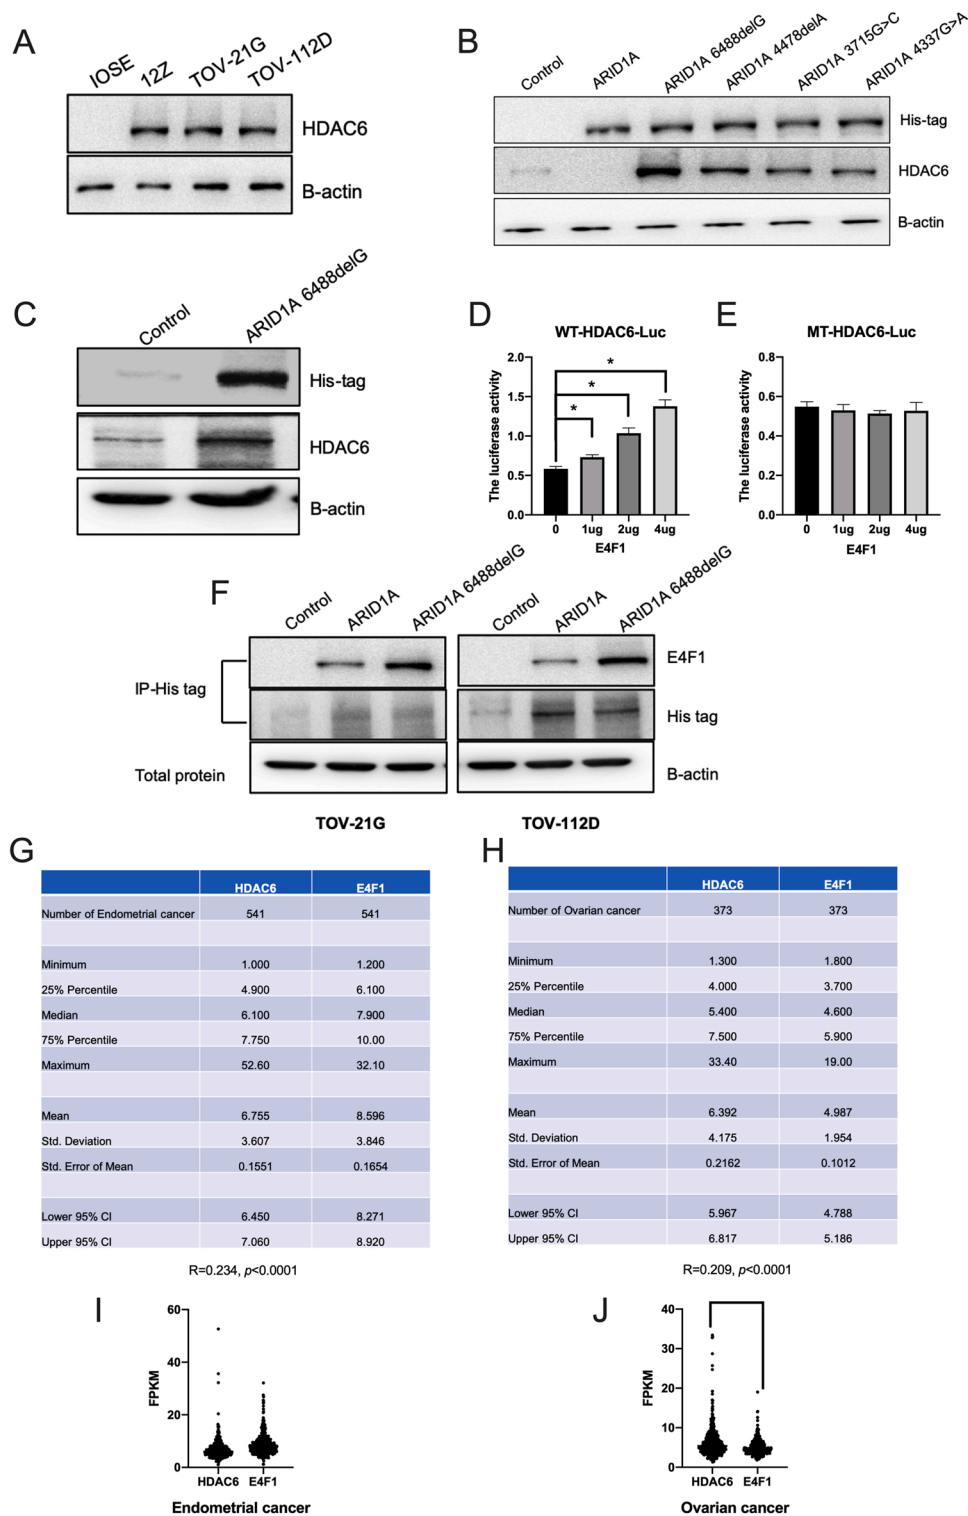 A
IOSE
12Z
TOV-21G
TOV-112D
HDAC6
B-actin
B
Control
ARID1A
ARID1A 6488delG
ARID1A 4478delA
ARID1A 3715G>C
ARID1A 4337G>A
His-tag
HDAC6
B-actin
C
Control
ARID1A 6488delG
His-tag
HDAC6
B-actin
D
WT-HDAC6-Luc
The luciferase activity
2.0
1.5
1.0
0.5
0.0
* * *
0 1ug 2ug 4ug
E4F1
E
MT-HDAC6-Luc
The luciferase activity
0.8
0.6
0.4
0.2
0.0
0 1ug 2ug 4ug
E4F1
F
Control
ARID1A
ARID1A 6488delG
Control
ARID1A
ARID1A 6488delG
IP-His tag
E4F1
His tag
Total protein
B-actin
TOV-21G
TOV-112D
G
HDAC6 E4F1
Number of Endometrial cancer 541 541
Minimum 1.000 1.200
25% Percentile 4.900 6.100
Median 6.100 7.900
75% Percentile 7.750 10.00
Maximum 52.60 32.10
Mean 6.755 8.596
Std. Deviation 3.607 3.846
Std. Error of Mean 0.1551 0.1654
Lower 95% CI 6.450 8.271
Upper 95% CI 7.060 8.920
R=0.234, p<0.0001
H
HDAC6 E4F1
Number of Ovarian cancer 373 373
Minimum 1.300 1.800
25% Percentile 4.000 3.700
Median 5.400 4.600
75% Percentile 7.500 5.900
Maximum 33.40 19.00
Mean 6.392 4.987
Std. Deviation 4.175 1.954
Std. Error of Mean 0.2162 0.1012
Lower 95% CI 5.967 4.788
Upper 95% CI 6.817 5.186
R=0.209, p<0.0001
I
FPKM
60
40
20
0
HDAC6 E4F1
Endometrial cancer
J
FPKM
40
30
20
10
0
HDAC6 E4F1
Ovarian cancer